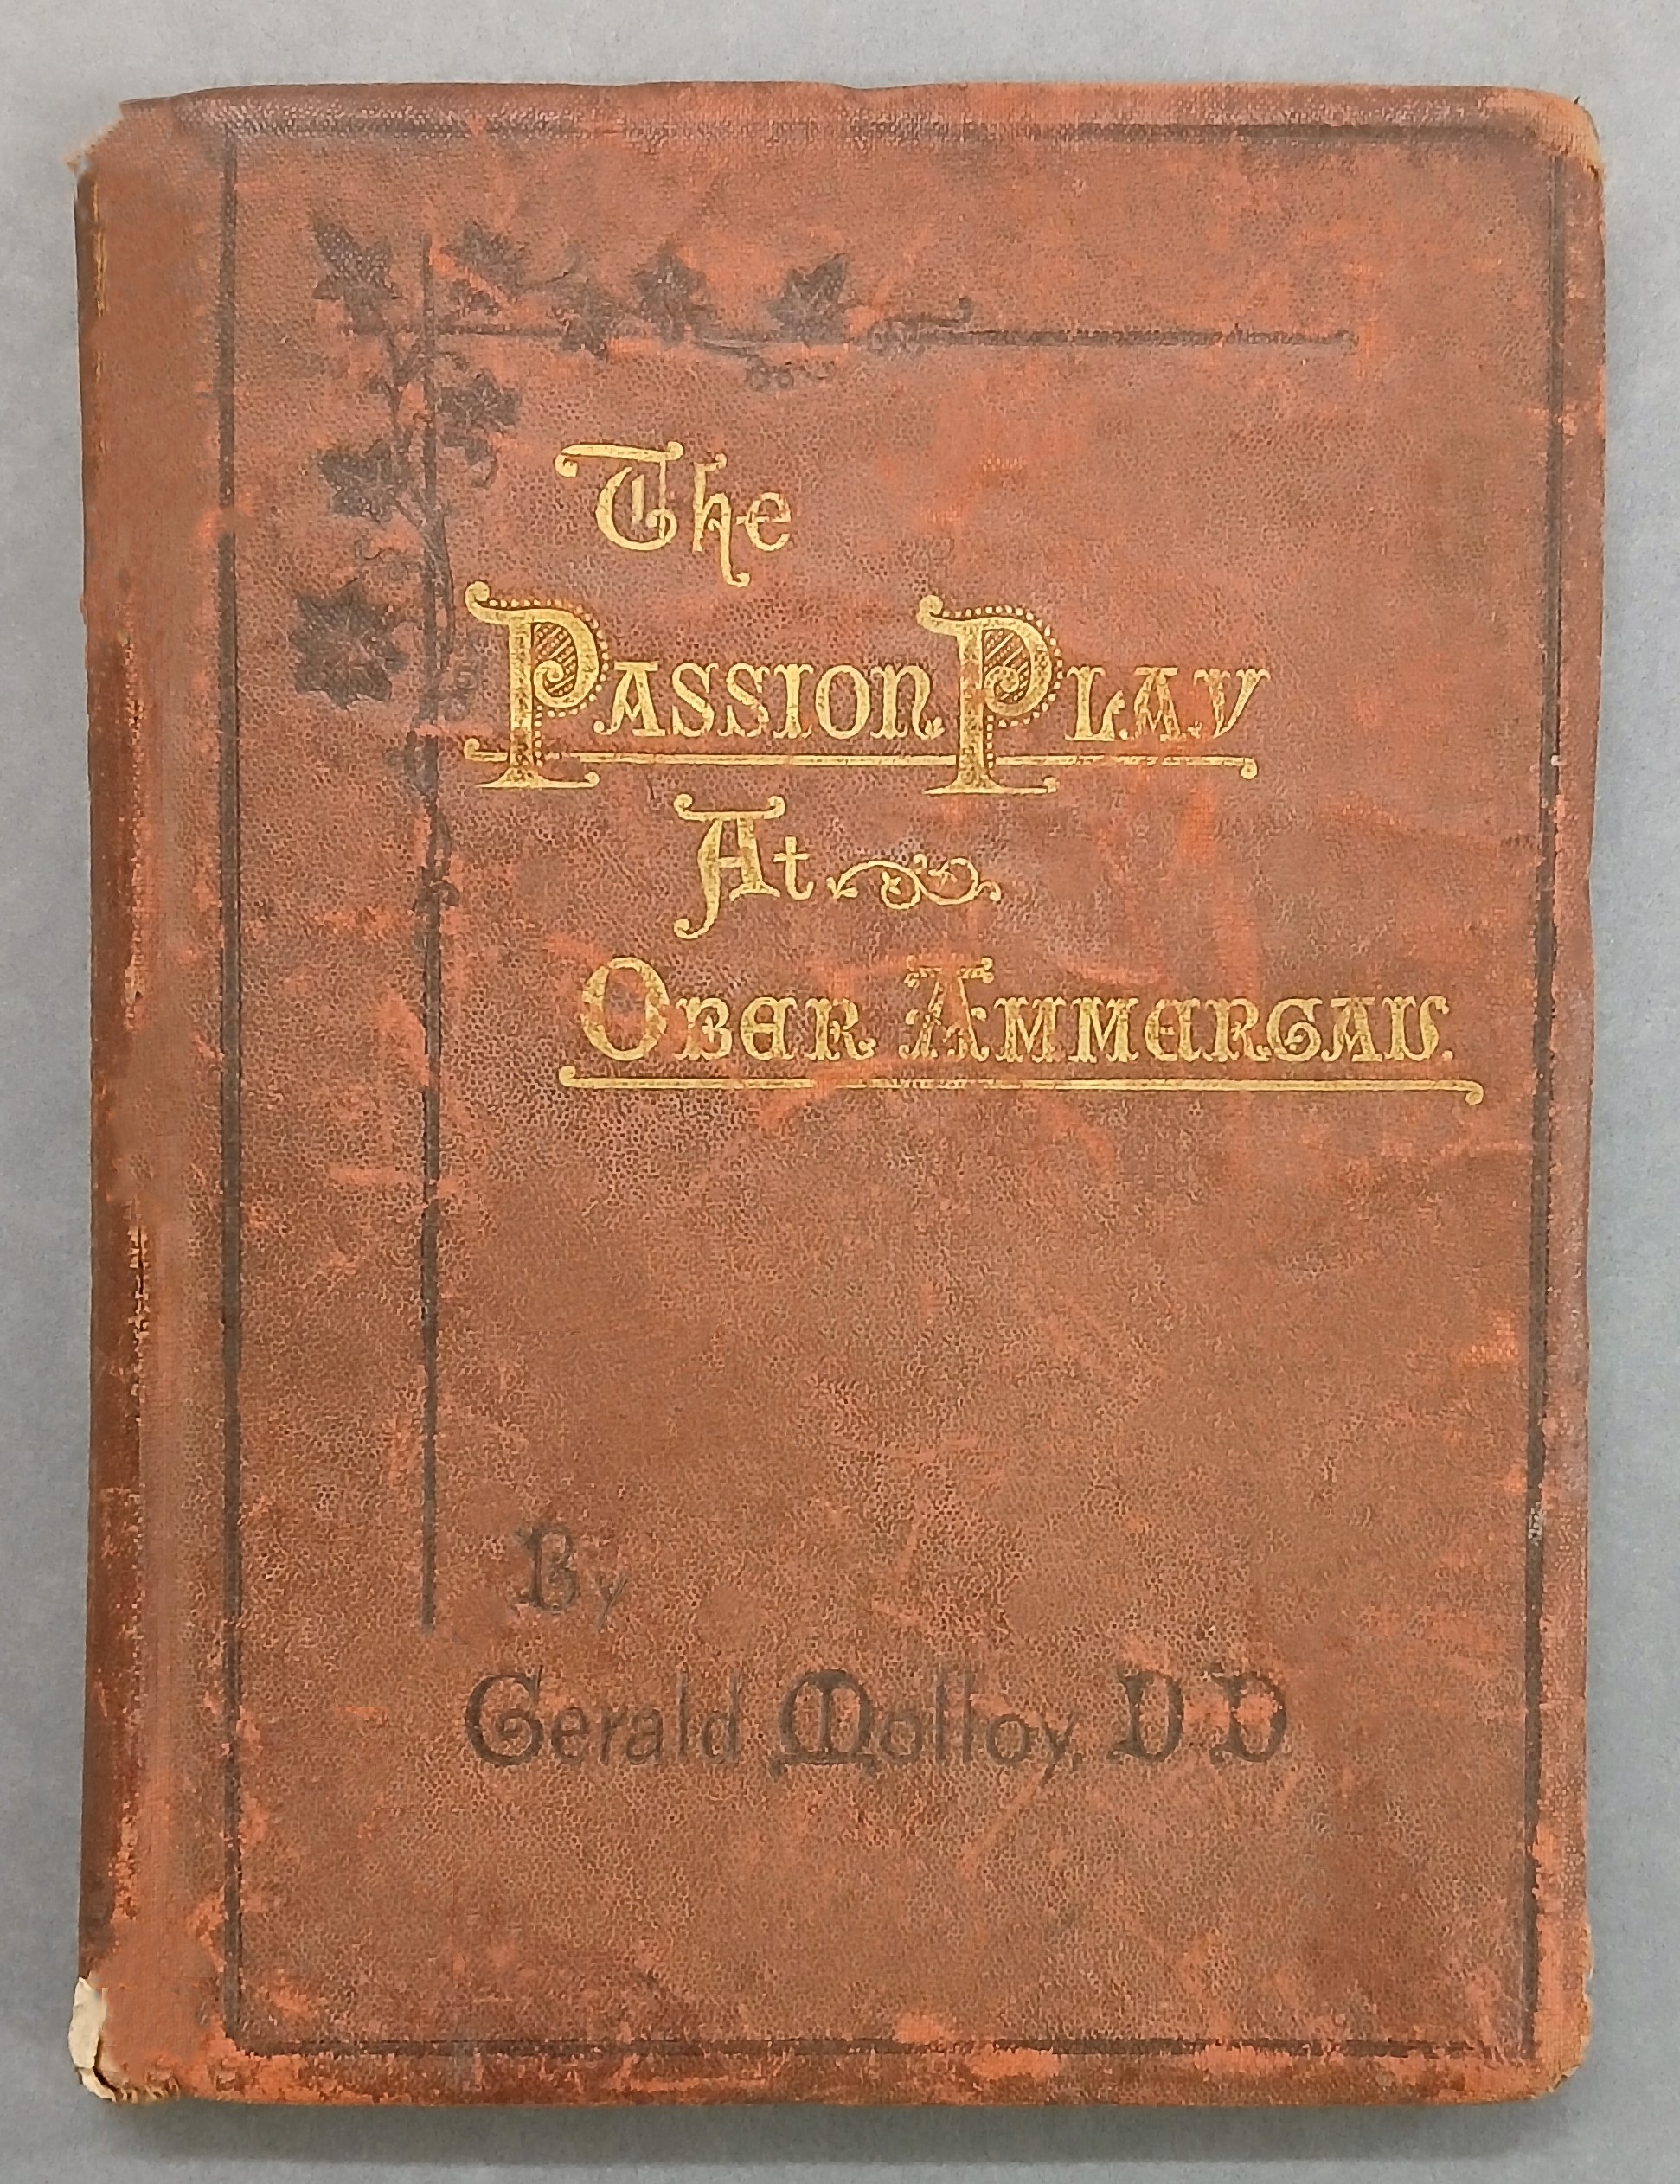 The
Passion Play
At
Ober Ammergau.
By
Gerald Molloy, D D